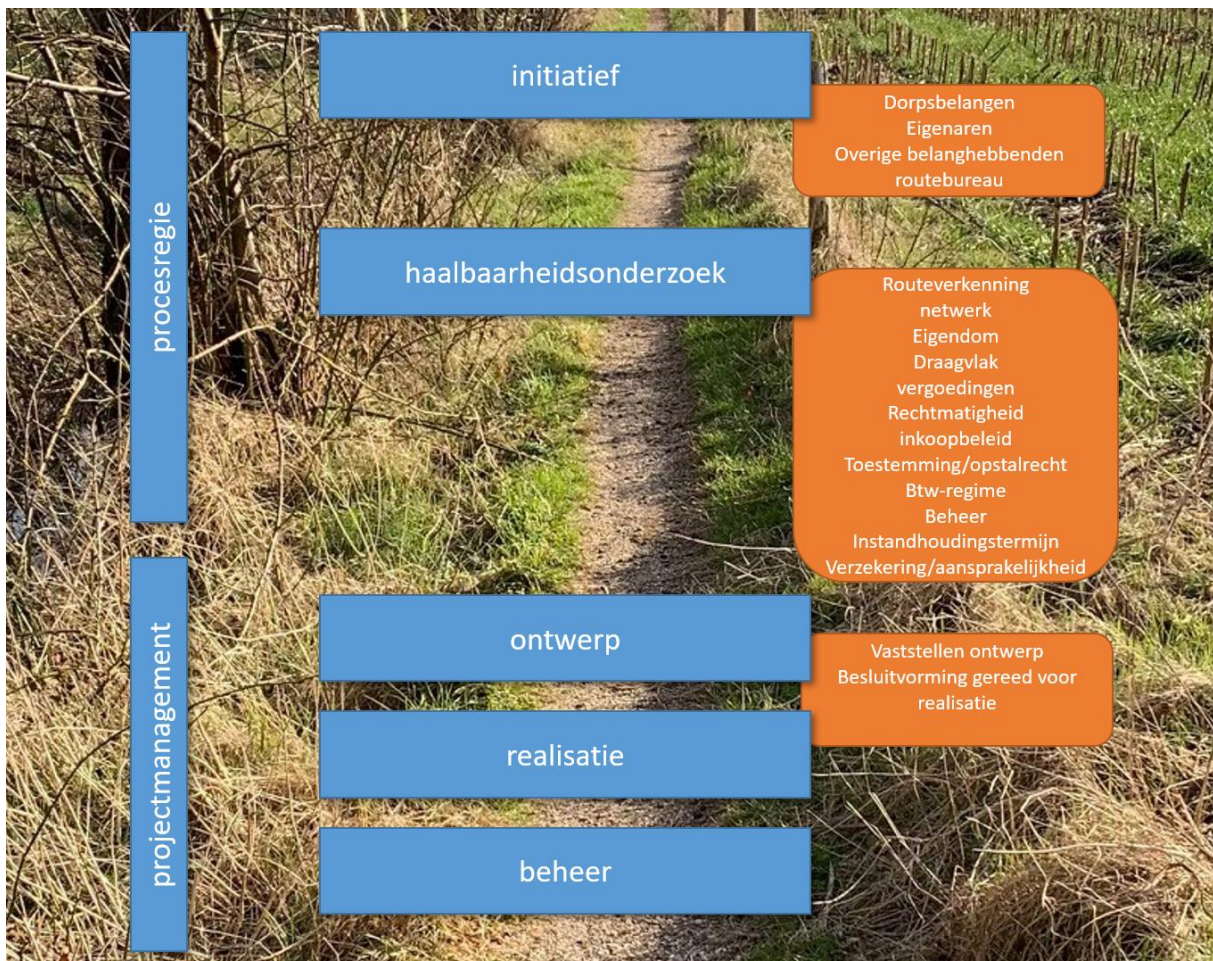 procesregie
initiatief
Dorpsbelangen
Eigenaren
Overige belanghebbenden
routebureau
haalbaarheidsonderzoek
Routeverkenning
netwerk
Eigendom
Draagvlak
vergoedingen
Rechtmatigheid
inkoopbeleid
Toestemming/opstalrecht
Btw-regime
Beheer
Instandhoudingstermijn
Verzekering/aansprakelijkheid
projectmanagement
ontwerp
Vaststellen ontwerp
Besluitvorming gereed voor
realisatie
realisatie
beheer